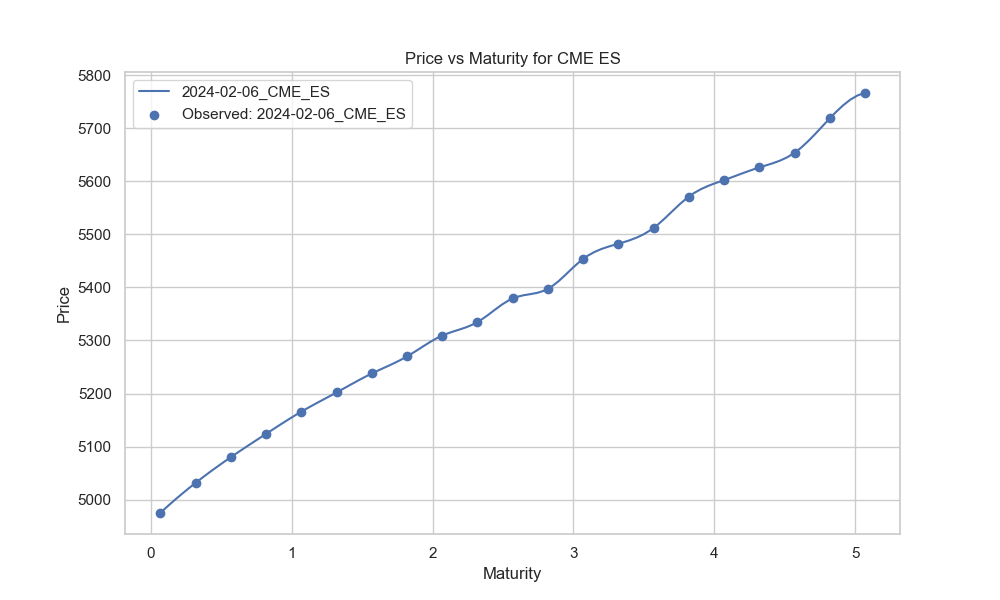 Price vs Maturity for CME ES
2024-02-06_CME_ES
Observed: 2024-02-06_CME_ES
Price
5800
5700
5600
5500
5400
5300
5200
5100
5000
0 1 2 3 4 5
Maturity